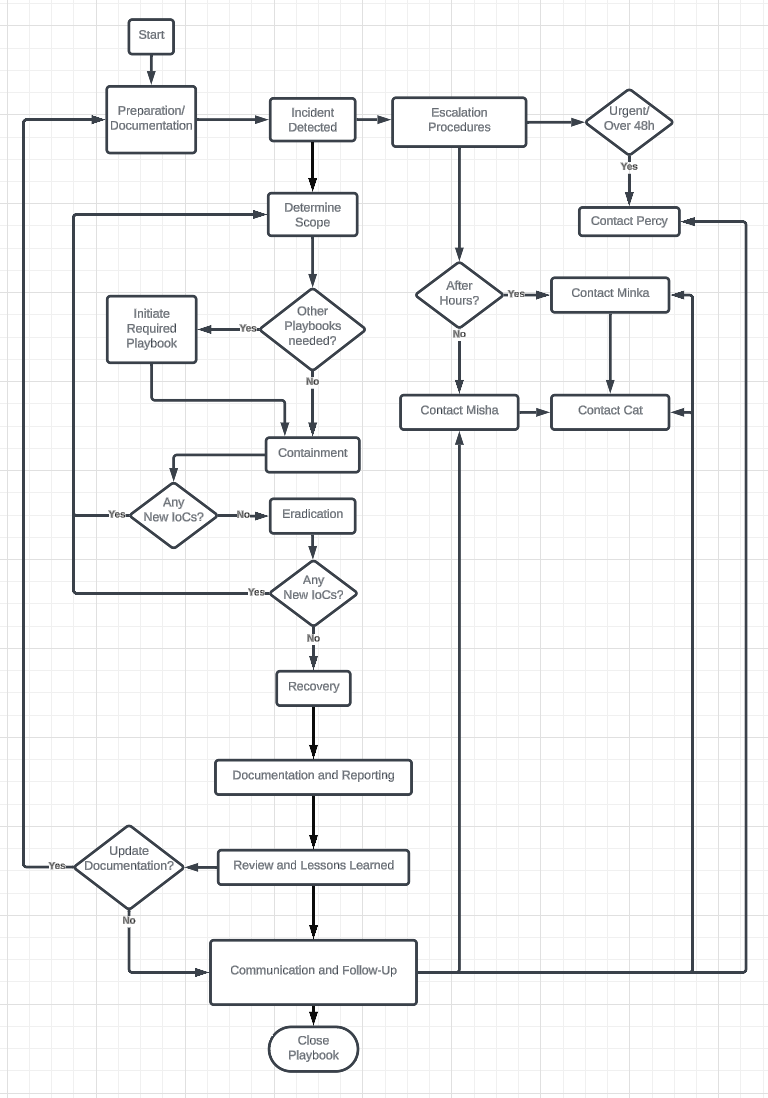 Start
Preparation/
Documentation
Incident
Detected
Escalation
Procedures
Urgent/
Over 48h
Yes
Determine
Scope
Contact Percy
After
Hours?
Yes
Contact Minka
Initiate
Required
Playbook
Yes
Other
Playbooks
needed?
No
No
Contact Misha
Contact Cat
Containment
Yes
Any
New IoCs?
No
Eradication
Yes
Any
New IoCs?
No
Recovery
Documentation and Reporting
Yes
Update
Documentation?
Review and Lessons Learned
No
Communication and Follow-Up
Close
Playbook